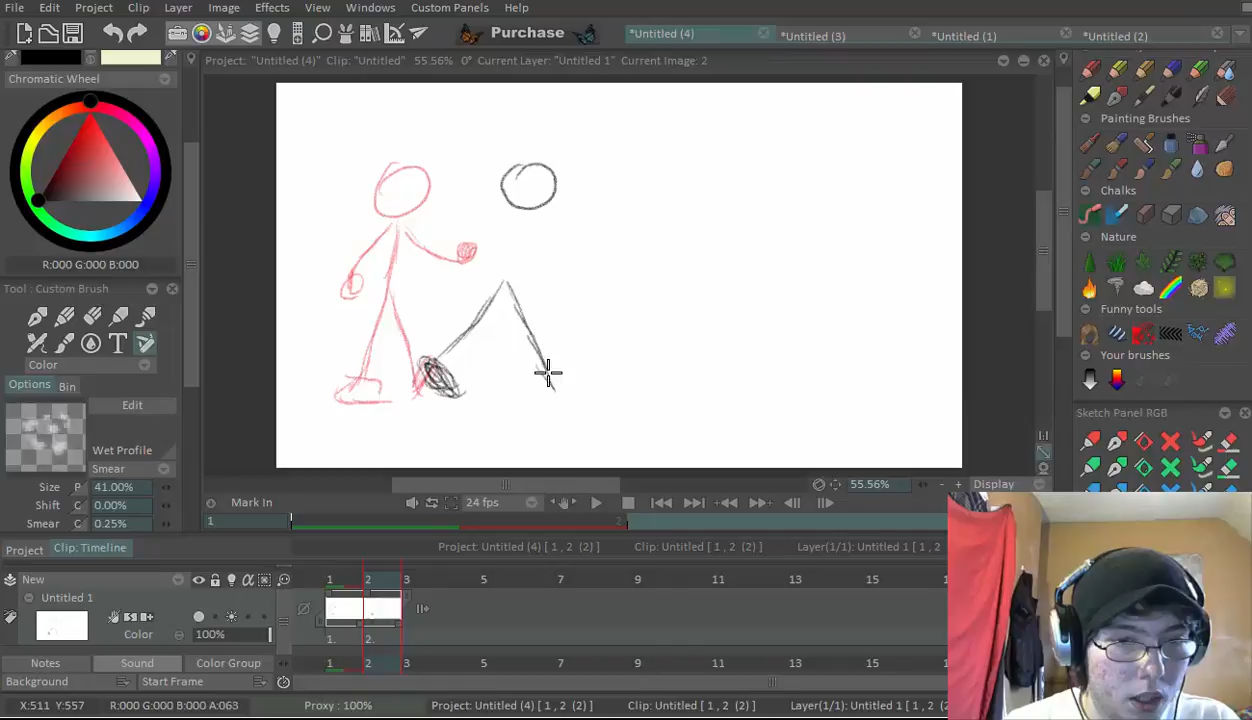 File Edit Project Clip Layer Image Effects View Windows Custom Panels Help
Purchase
*Untitled (4) *Untitled (3) *Untitled (1) *Untitled (2)
Project: "Untitled (4)" Clip: "Untitled" 55.56% 0° Current Layer: "Untitled 1" Current Image: 2
Chromatic Wheel
R:000 G:000 B:000
Tool : Custom Brush
Color
Options Bin
Edit
Wet Profile
Smear
Size P 41.00%
Shift C 0.00%
Smear C 0.25%
Painting Brushes
Chalks
Nature
Funny tools
Your brushes
Sketch Panel RGB
55.56% - + Display
Mark In
24 fps
1 2
Project Clip: Timeline
Project: Untitled (4) [ 1 , 2 (2) ] Clip: Untitled [ 1 , 2 (2) ] Layer(1/1): Untitled 1 [ 1 , 2
New
1 2 3 5 7 9 11 13 15
Untitled 1
Color 100%
1. 2.
Notes Sound Color Group
1 2 3 5 7 9 11 13 15
Background Start Frame
X:511 Y:557 R:000 G:000 B:000 A:063 Proxy : 100% Project: Untitled (4) [ 1 , 2 (2) ] Clip: Untitled [ 1 , 2 (2) ] Layer(1/1): Untitled 1 [ 1 , 2